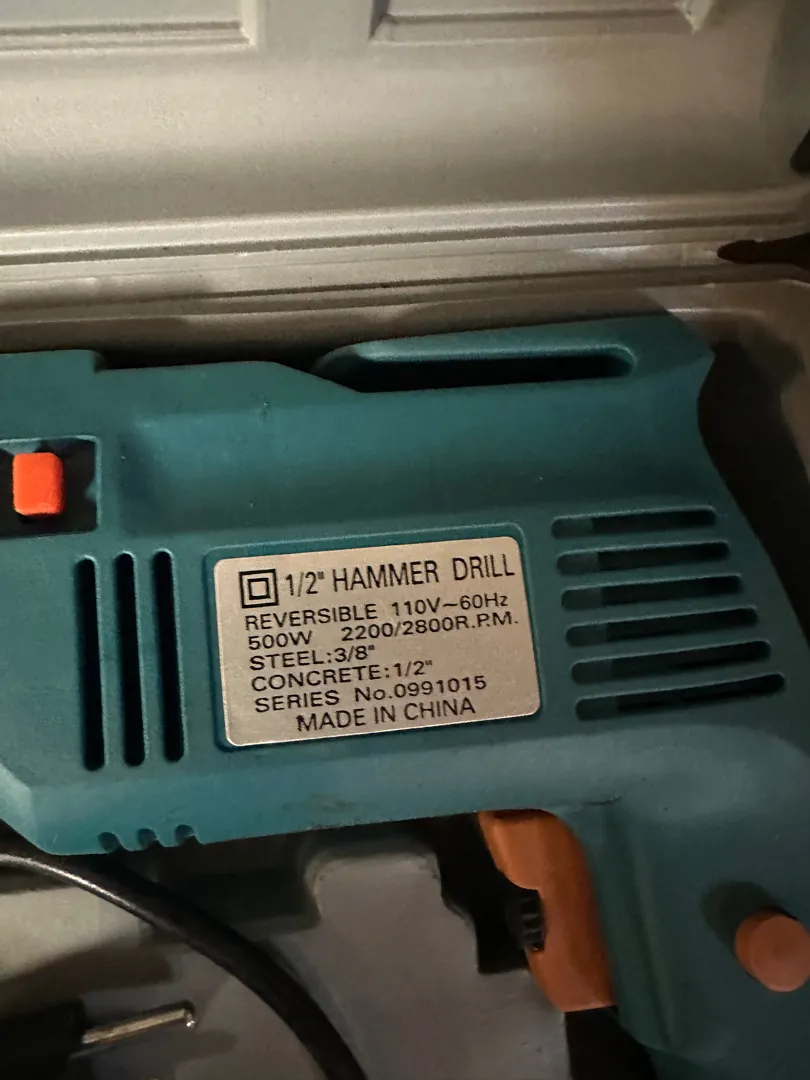 1/2" HAMMER DRILL
REVERSIBLE 110V~60Hz
500W 2200/2800R.P.M.
STEEL:3/8"
CONCRETE:1/2"
SERIES No.0991015
MADE IN CHINA